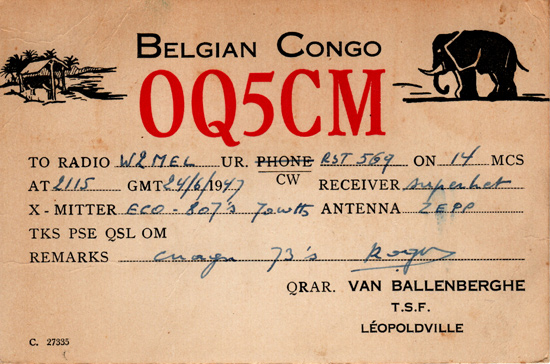 BELGIAN CONGO
OQ5CM
TO RADIO W2MEL UR. PHONE RST 569 ON 14 MCS
CW
AT 2115 GMT 24/6/1947 RECEIVER superhet
X-MITTER ECO - 807's 70 watts ANTENNA ZEPP
TKS PSE QSL OM
REMARKS 73's Roger
QRAR. VAN BALLENBERGHE
T.S.F.
LÉOPOLDVILLE
C. 27335